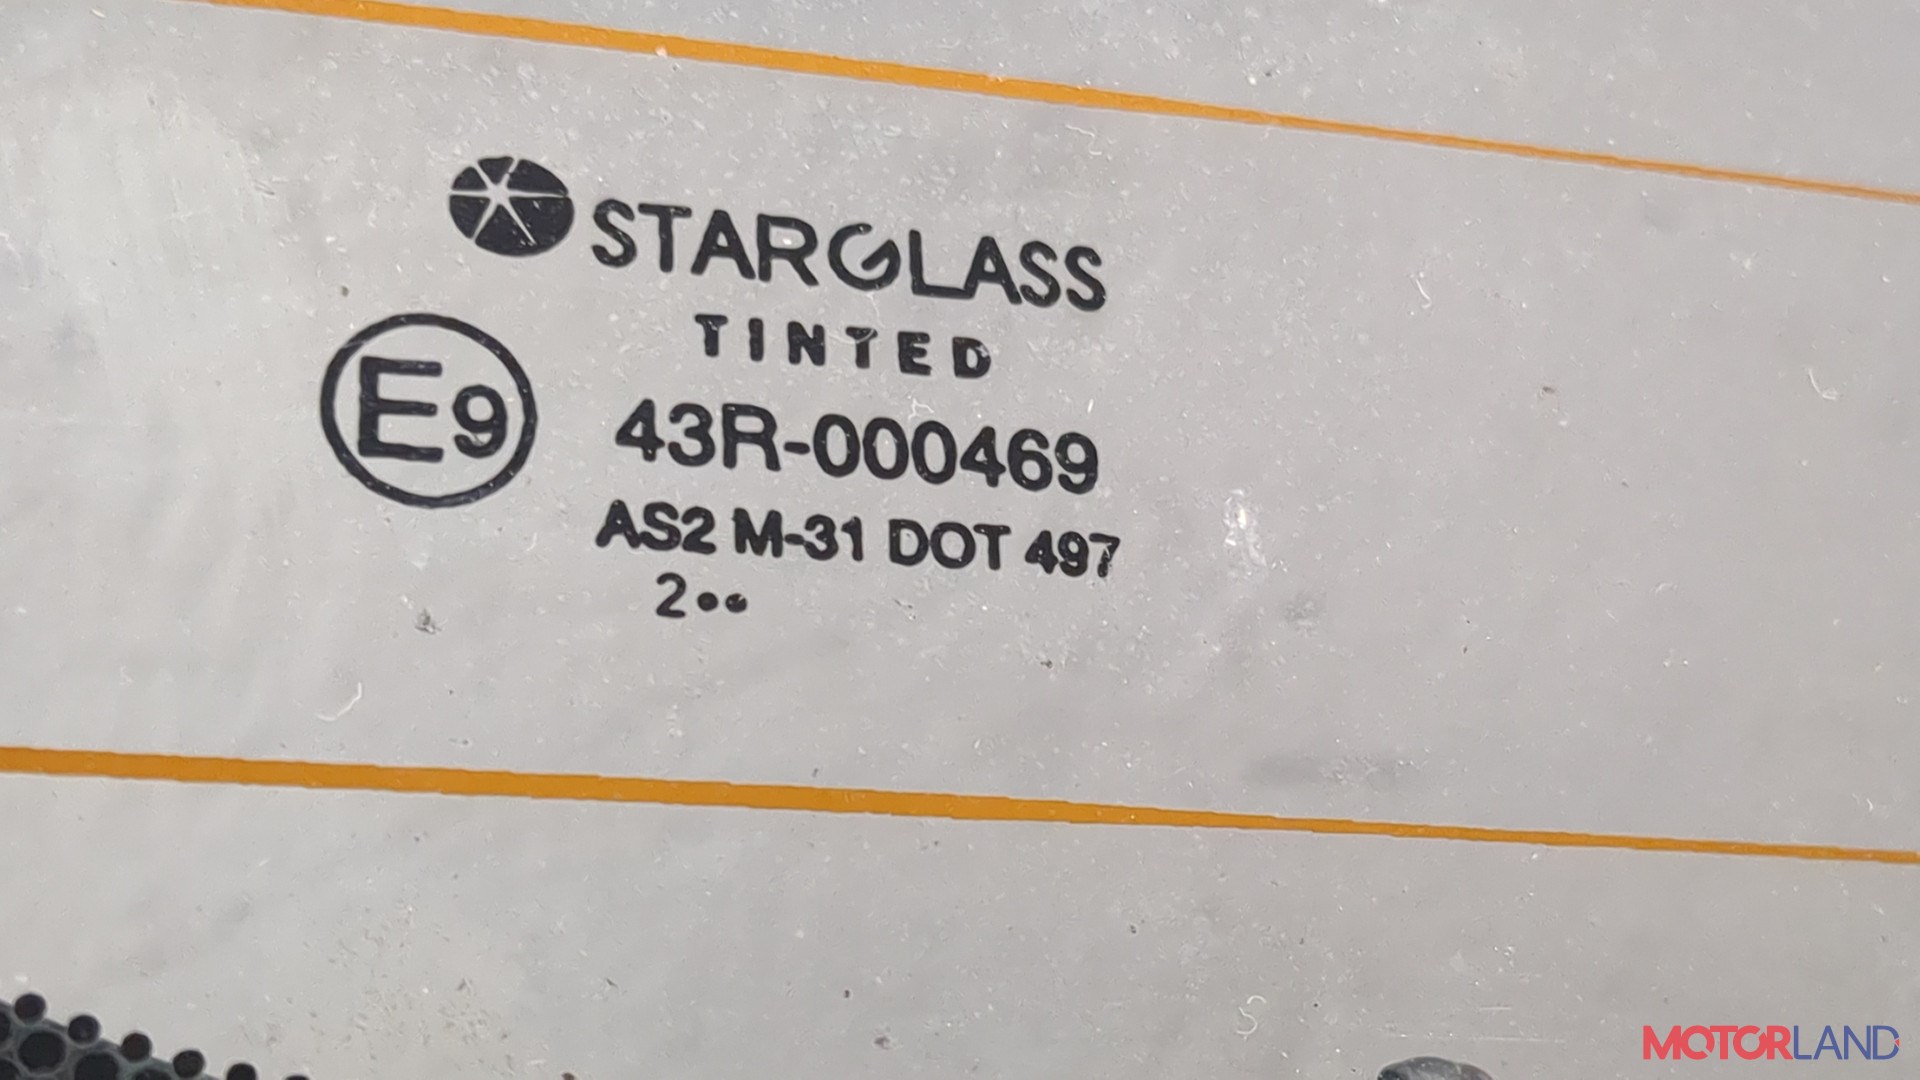 STARGLASS
TINTED
E9
43R-000469
AS2 M-31 DOT 497
2••
MOTORLAND